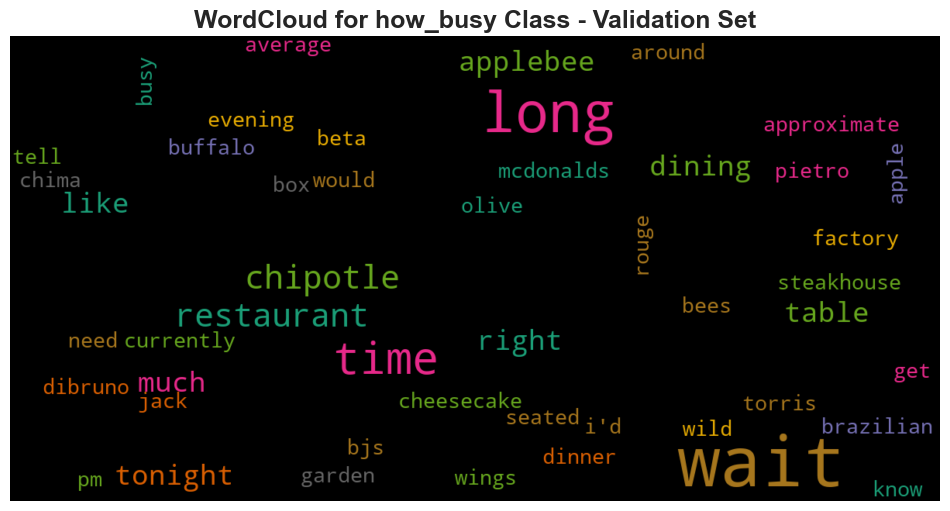 WordCloud for how_busy Class - Validation Set
average
around
applebee
busy
long
evening
approximate
beta
buffalo
tell
dining
mcdonalds
pietro
apple
chima
box
would
like
olive
rouge
factory
chipotle
steakhouse
bees
restaurant
table
need
currently
right
time
get
much
dibruno
jack
cheesecake
torris
seated
i'd
wild
brazilian
bjs
dinner
wait
tonight
garden
wings
pm
know